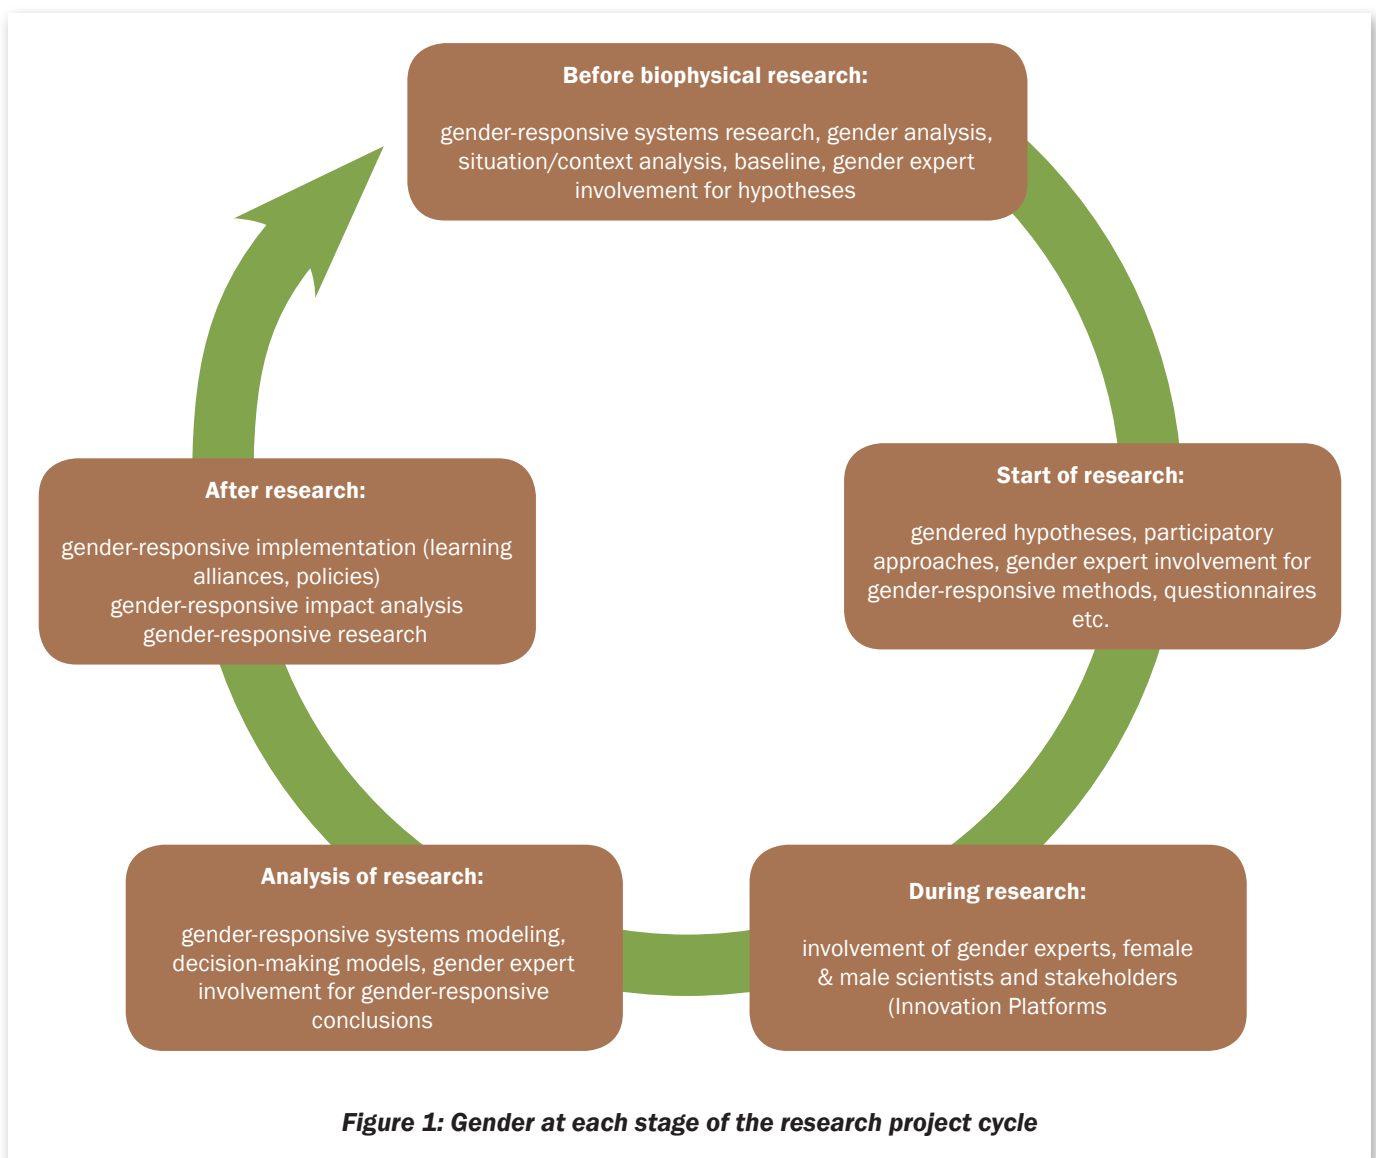 Before biophysical research:
gender-responsive systems research, gender analysis,
situation/context analysis, baseline, gender expert
involvement for hypotheses
Start of research:
gendered hypotheses, participatory
approaches, gender expert involvement for
gender-responsive methods, questionnaires
etc.
During research:
involvement of gender experts, female
& male scientists and stakeholders
(Innovation Platforms
Analysis of research:
gender-responsive systems modeling,
decision-making models, gender expert
involvement for gender-responsive
conclusions
After research:
gender-responsive implementation (learning
alliances, policies)
gender-responsive impact analysis
gender-responsive research
Figure 1: Gender at each stage of the research project cycle